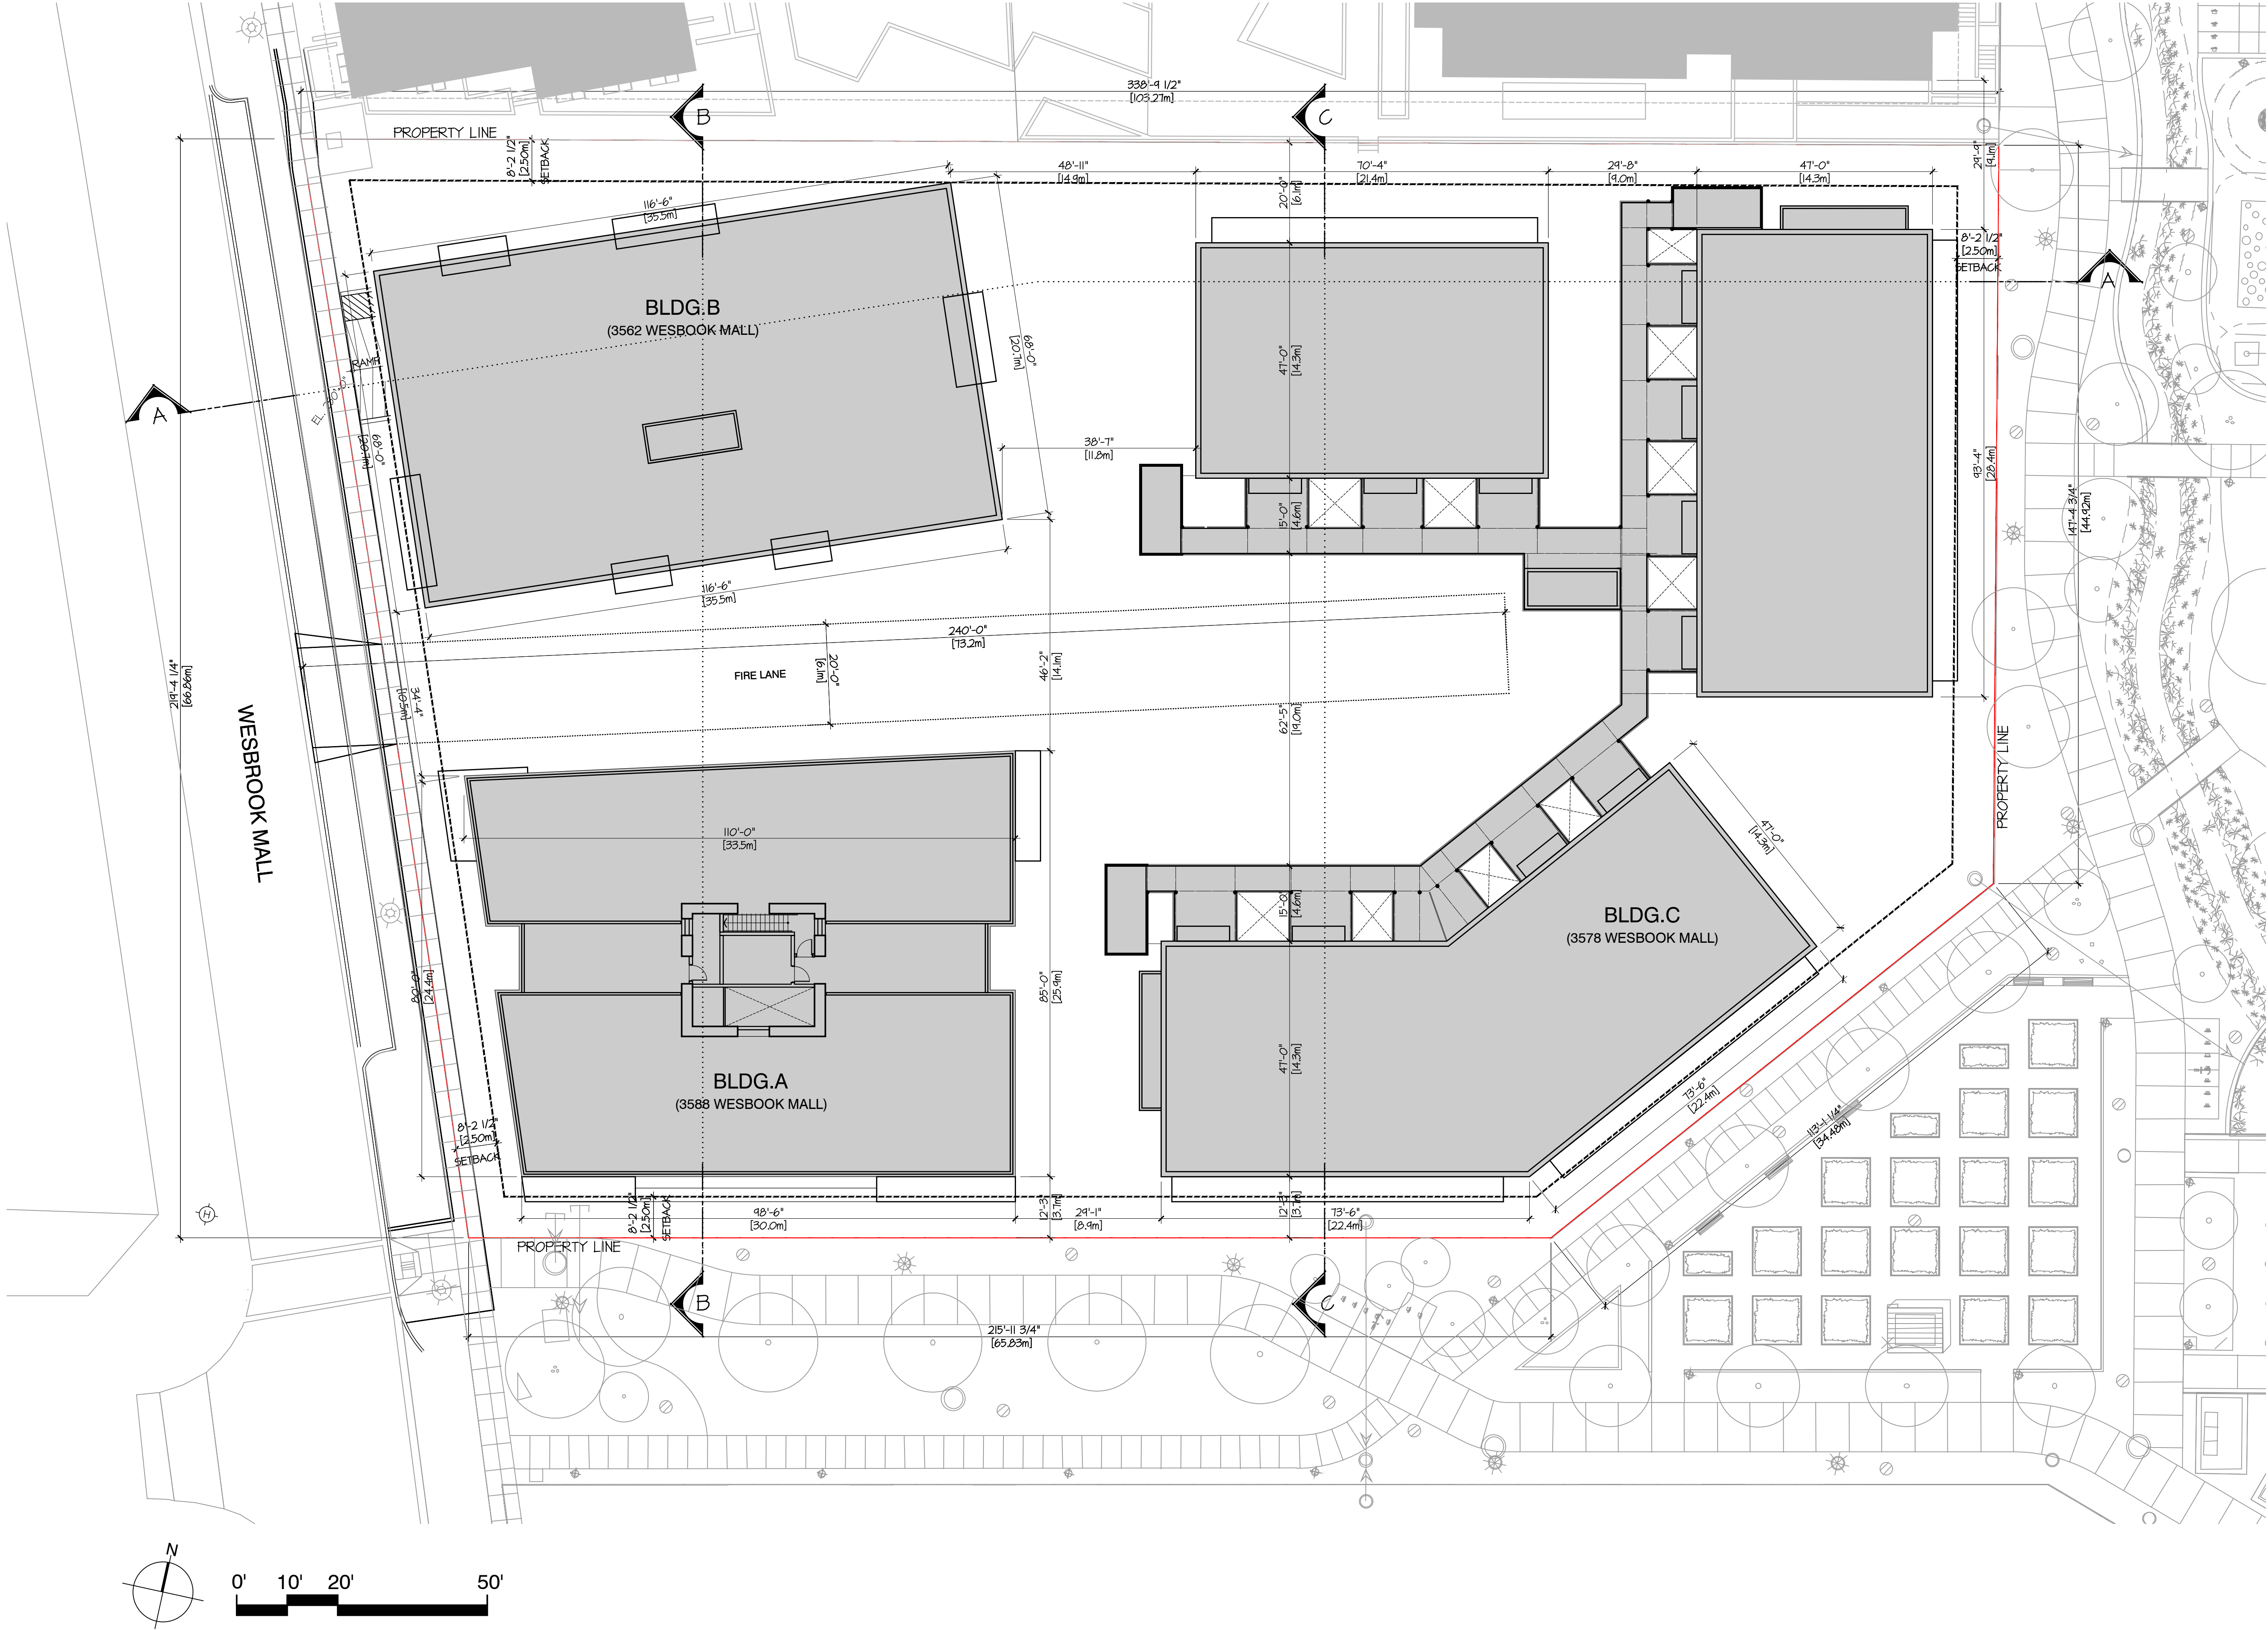 338'-9 1/2"
[103.27m]
B
C
PROPERTY LINE
8'-2 1/2"
[2.50m]
SETBACK
48'-11"
[14.9m]
70'-4"
[21.4m]
29'-8"
[9.0m]
47'-0"
[14.3m]
29'-9"
[9.1m]
20'-0"
[6.1m]
116'-6"
[35.5m]
8'-2 1/2"
[2.50m]
SETBACK
A
BLDG.B
(3562 WESBOOK MALL)
68'-0"
[20.7m]
47'-0"
[14.3m]
RAMP
A
68'-0"
[20.7m]
38'-7"
[11.8m]
93'-4"
[28.4m]
147'-4 3/4"
[44.92m]
15'-0"
[4.6m]
116'-6"
[35.5m]
240'-0"
[73.2m]
20'-0"
[6.1m]
FIRE LANE
46'-2"
[14.1m]
219'-4 1/4"
[66.86m]
34'-4"
[10.5m]
62'-5"
[19.0m]
WESBROOK MALL
PROPERTY LINE
110'-0"
[33.5m]
47'-0"
[14.3m]
15'-0"
[4.6m]
BLDG.C
(3578 WESBOOK MALL)
80'-0"
[24.4m]
85'-0"
[25.9m]
47'-0"
[14.3m]
BLDG.A
(3588 WESBOOK MALL)
73'-6"
[22.4m]
113'-1 1/4"
[34.48m]
8'-2 1/2"
[2.50m]
SETBACK
8'-2 1/2"
[2.50m]
SETBACK
98'-6"
[30.0m]
12'-3"
[3.7m]
29'-1"
[8.9m]
12'-3"
[3.7m]
73'-6"
[22.4m]
H
PROPERTY LINE
B
C
215'-11 3/4"
[65.83m]
N
0' 10' 20' 50'